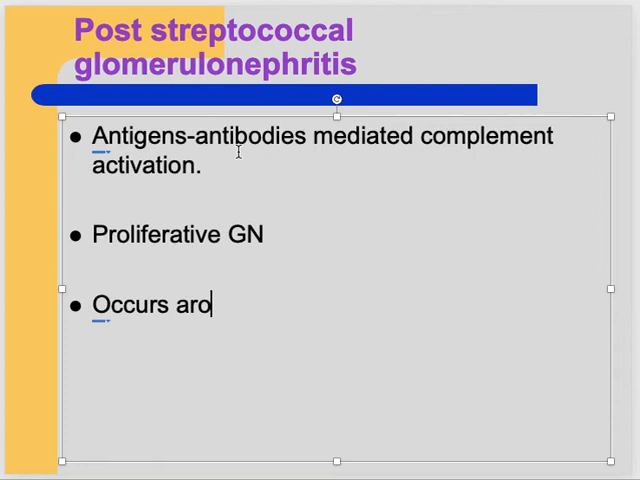 Post streptococcal
glomerulonephritis
● Antigens-antibodies mediated complement
activation.
● Proliferative GN
● Occurs aro